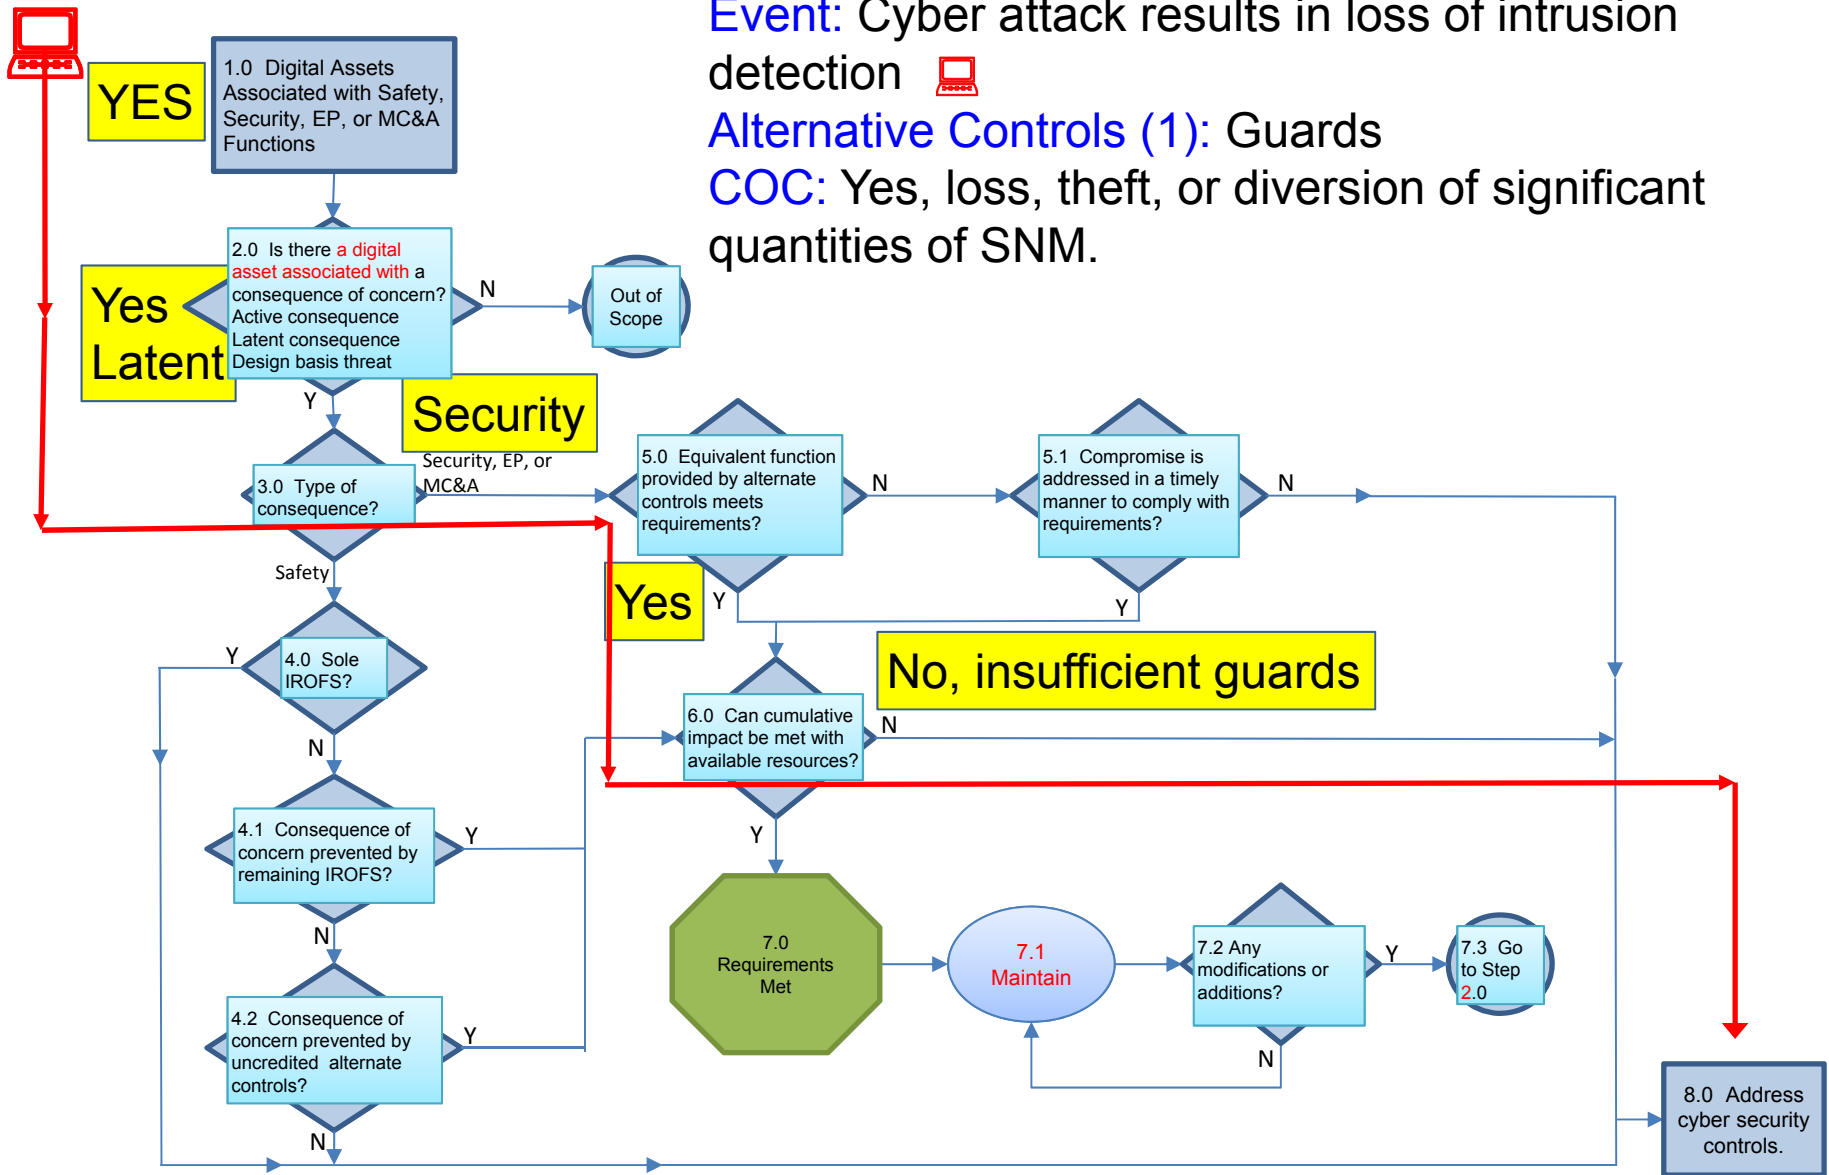 Event: Cyber attack results in loss of intrusion
detection
Alternative Controls (1): Guards
COC: Yes, loss, theft, or diversion of significant
quantities of SNM.
YES
1.0 Digital Assets
Associated with Safety,
Security, EP, or MC&A
Functions
Yes
Latent
2.0 Is there a digital
asset associated with a
consequence of concern?
Active consequence
Latent consequence
Design basis threat
N
Out of
Scope
Y
Security
Security, EP, or
MC&A
3.0 Type of
consequence?
5.0 Equivalent function
provided by alternate
controls meets
requirements?
N
5.1 Compromise is
addressed in a timely
manner to comply with
requirements?
N
Safety
Yes
Y
Y
Y
4.0 Sole
IROFS?
No, insufficient guards
6.0 Can cumulative
impact be met with
available resources?
N
N
4.1 Consequence of
concern prevented by
remaining IROFS?
Y
Y
N
7.0
Requirements
Met
7.1
Maintain
7.2 Any
modifications or
additions?
Y
7.3 Go
to Step
2.0
N
4.2 Consequence of
concern prevented by
uncredited alternate
controls?
Y
N
8.0 Address
cyber security
controls.